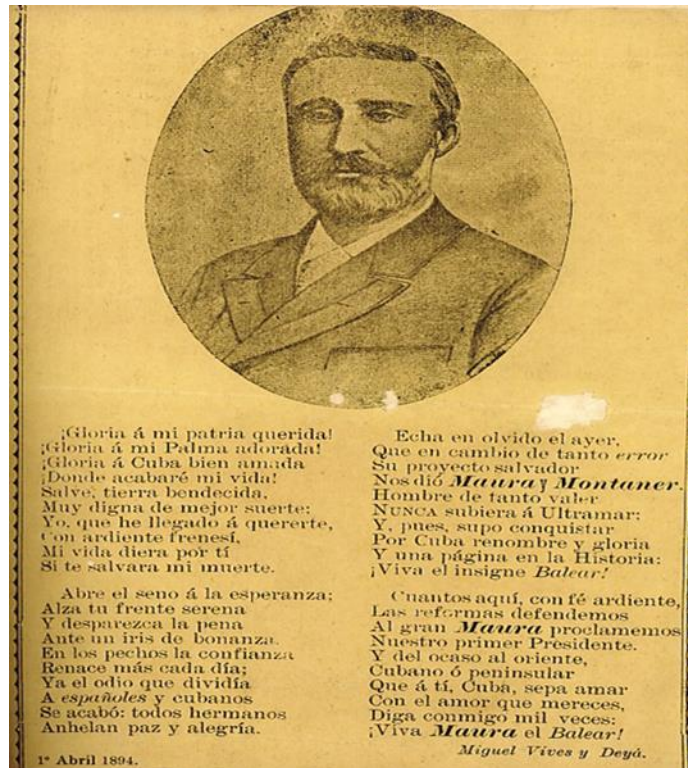 ¡Gloria á mi patria querida!
¡Gloria á mi Palma adorada!
¡Gloria á Cuba bien amada
¡Donde acabaré mi vida!
Salve, tierra bendecida,
Muy digna de mejor suerte;
Yo, que he llegado á quererte,
Con ardiente frenesí,
Mi vida diera por tí
Si te salvara mi muerte.
Abre el seno á la esperanza;
Alza tu frente serena
Y desparezca la pena
Ante un iris de bonanza.
En los pechos la confianza
Renace más cada día;
Ya el odio que dividía
A españoles y cubanos
Se acabó: todos hermanos
Anhelan paz y alegría.
1º Abril 1894.
Echa en olvido el ayer,
Que en cambio de tanto error
Su proyecto salvador
Nos dió Maura y Montaner.
Hombre de tanto valer
NUNCA subiera á Ultramar;
Y, pues, supo conquistar
Por Cuba renombre y gloria
Y una página en la Historia:
¡Viva el insigne Balear!
Cuantos aquí, con fé ardiente,
Las reformas defendemos
Al gran Maura proclamemos
Nuestro primer Presidente.
Y del ocaso al oriente,
Cubano ó peninsular
Que á tí, Cuba, sepa amar
Con el amor que mereces,
Diga conmigo mil veces:
¡Viva Maura el Balear!
Miguel Vives y Deyá.